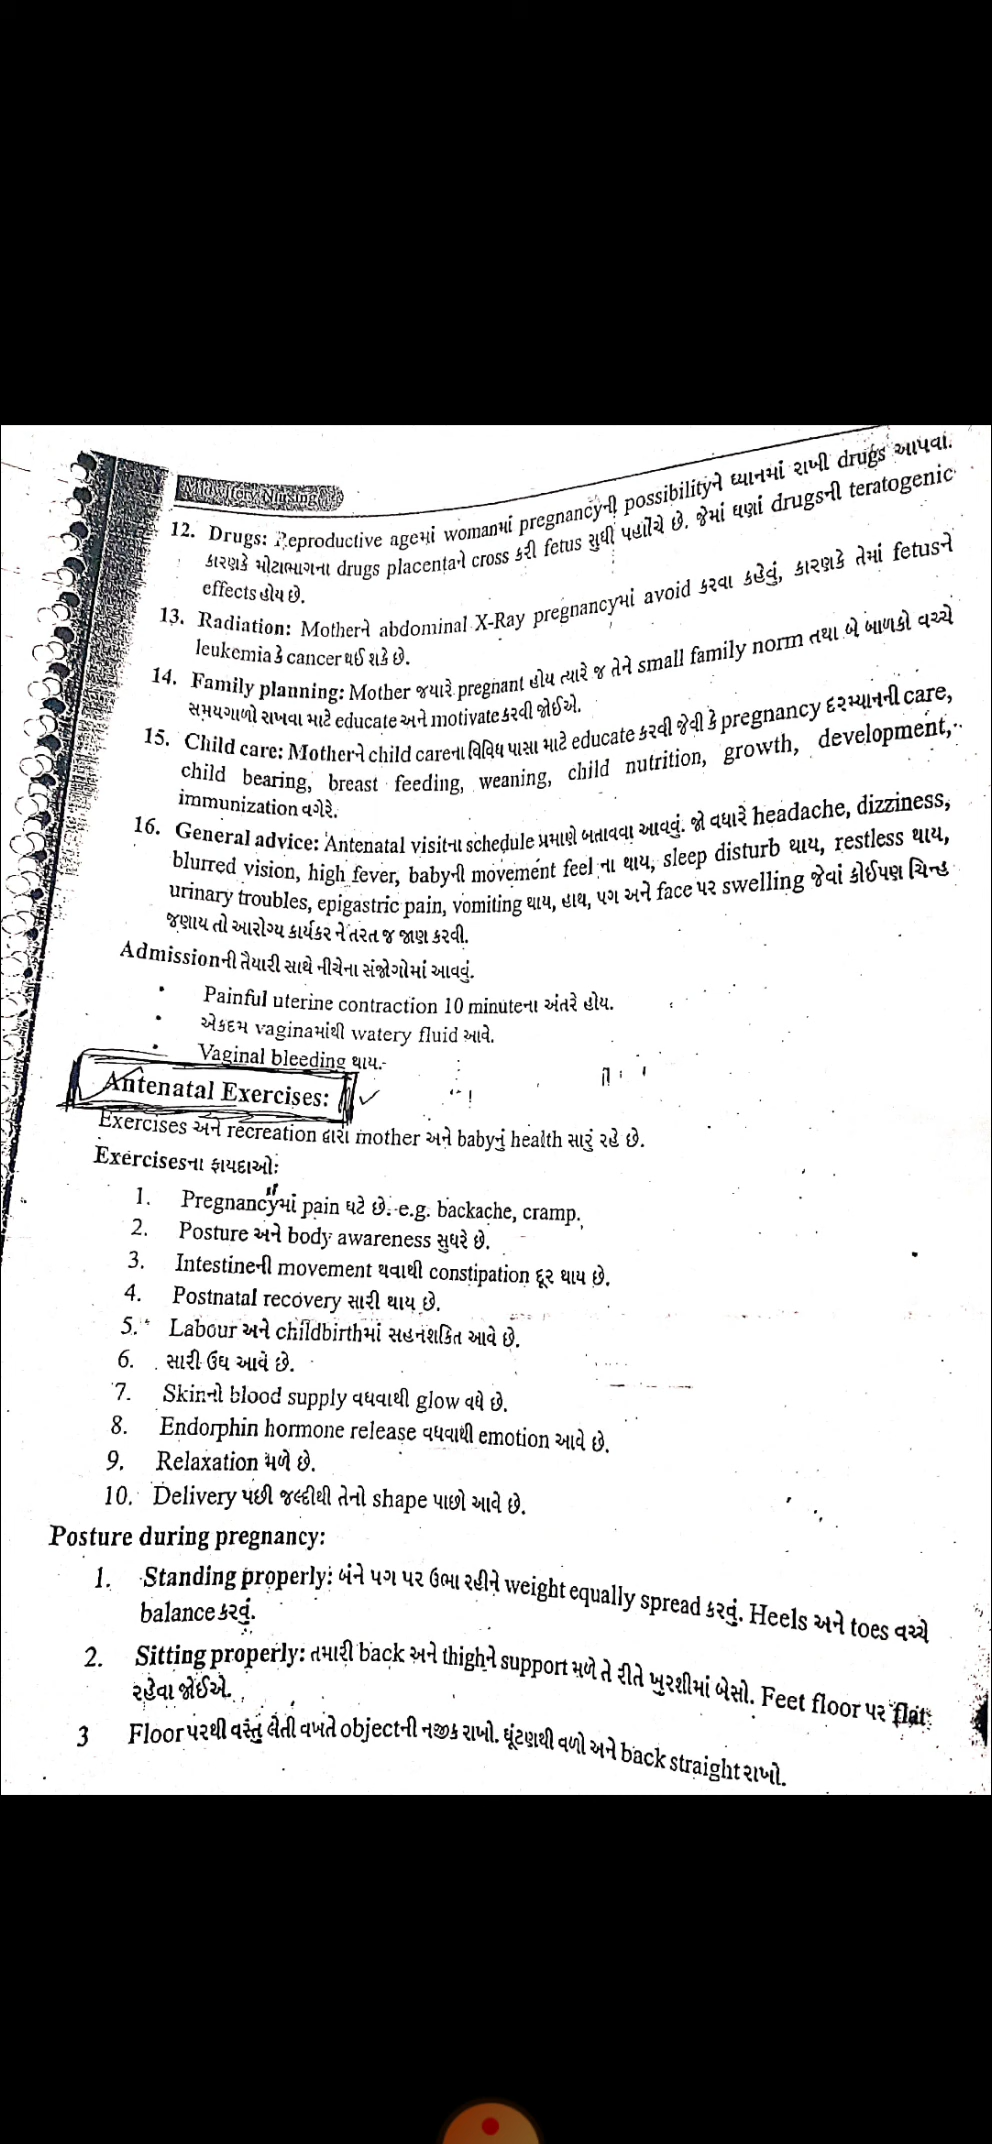 Midwifery Nursing
12. Drugs: Reproductive ageમાં womanમાં pregnancyની possibilityને ધ્યાનમાં રાખી drugs આપવા.
કારણકે મોટાભાગના drugs placentaને cross કરી fetus સુધી પહોંચે છે. જેમાં ઘણાં drugsની teratogenic
effects હોય છે.
13. Radiation: Motherને abdominal X-Ray pregnancyમાં avoid કરવા કહેવું, કારણકે તેમાં fetusને
leukemia કે cancer થઈ શકે છે.
14. Family planning: Mother જયારે pregnant હોય ત્યારે જ તેને small family norm તથા બે બાળકો વચ્ચે
સમયગાળો રાખવા માટે educate અને motivate કરવી જોઈએ.
15. Child care: Motherને child careના વિવિધ પાસા માટે educate કરવી જેવી કે pregnancy દરમ્યાનની care,
child bearing, breast feeding, weaning, child nutrition, growth, development,
immunization વગેરે.
16. General advice: Antenatal visitના schedule પ્રમાણે બતાવવા આવવું. જો વધારે headache, dizziness,
blurred vision, high fever, babyની movement feel ના થાય, sleep disturb થાય, restless થાય,
urinary troubles, epigastric pain, vomiting થાય, હાથ, પગ અને face પર swelling જેવાં કોઈપણ ચિન્હ
જણાય તો આરોગ્ય કાર્યકર ને તરત જ જાણ કરવી.
Admissionની તૈયારી સાથે નીચેના સંજોગોમાં આવવું.
• Painful uterine contraction 10 minuteના અંતરે હોય.
• એકદમ vaginaમાંથી watery fluid આવે.
• Vaginal bleeding થાય.
Antenatal Exercises:
Exercises અને recreation દ્વારા mother અને babyનું health સારું રહે છે.
Exercisesના ફાયદાઓ:
1. Pregnancyમાં pain ઘટે છે. e.g. backache, cramp.
2. Posture અને body awareness સુધરે છે.
3. Intestineની movement થવાથી constipation દૂર થાય છે.
4. Postnatal recovery સારી થાય છે.
5. Labour અને childbirthમાં સહનશકિત આવે છે.
6. સારી ઉંઘ આવે છે.
7. Skinનો blood supply વધવાથી glow વધે છે.
8. Endorphin hormone release વધવાથી emotion આવે છે.
9. Relaxation મળે છે.
10. Delivery પછી જલ્દીથી તેનો shape પાછો આવે છે.
Posture during pregnancy:
1. Standing properly: બંને પગ પર ઉભા રહીને weight equally spread કરવું. Heels અને toes વચ્ચે
balance કરવું.
2. Sitting properly: તમારી back અને thighને support મળે તે રીતે ખુરશીમાં બેસો. Feet floor પર flat
રહેવા જોઈએ.
3 Floor પરથી વસ્તું લેતી વખતે objectની નજીક રાખો. ઘૂંટણથી વળો અને back straight રાખો.